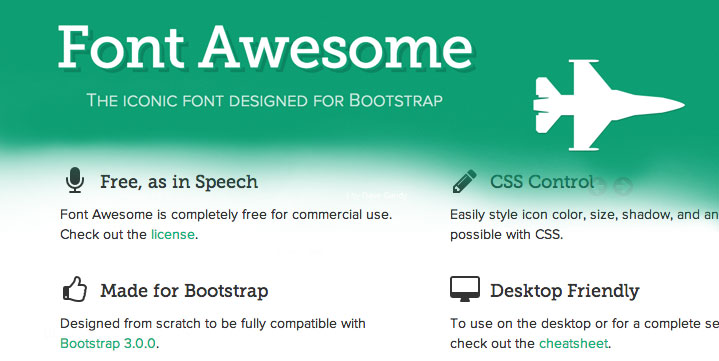 Font Awesome
THE ICONIC FONT DESIGNED FOR BOOTSTRAP
Free, as in Speech
Font Awesome is completely free for commercial use.
Check out the license.
CSS Control
Easily style icon color, size, shadow, and an
possible with CSS.
Made for Bootstrap
Designed from scratch to be fully compatible with
Bootstrap 3.0.0.
Desktop Friendly
To use on the desktop or for a complete se
check out the cheatsheet.